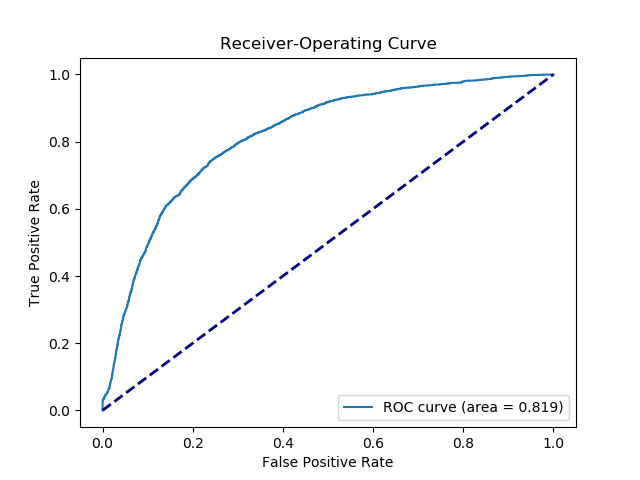 Receiver-Operating Curve
True Positive Rate
1.0
0.8
0.6
0.4
0.2
0.0
ROC curve (area = 0.819)
0.0 0.2 0.4 0.6 0.8 1.0
False Positive Rate